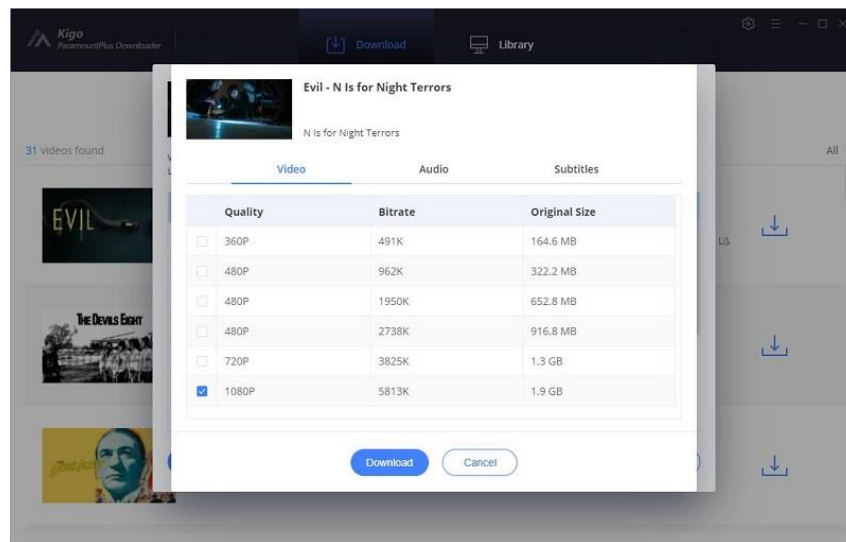 Kigo
ParamountPlus Downloader
Download
Library
Evil - N Is for Night Terrors
N Is for Night Terrors
31 videos found
All
Video Audio Subtitles
Quality Bitrate Original Size
360P 491K 164.6 MB
480P 962K 322.2 MB
480P 1950K 652.8 MB
480P 2738K 916.8 MB
720P 3825K 1.3 GB
1080P 5813K 1.9 GB
EVIL
Li),
THE DEVILS EIGHT
Download Cancel